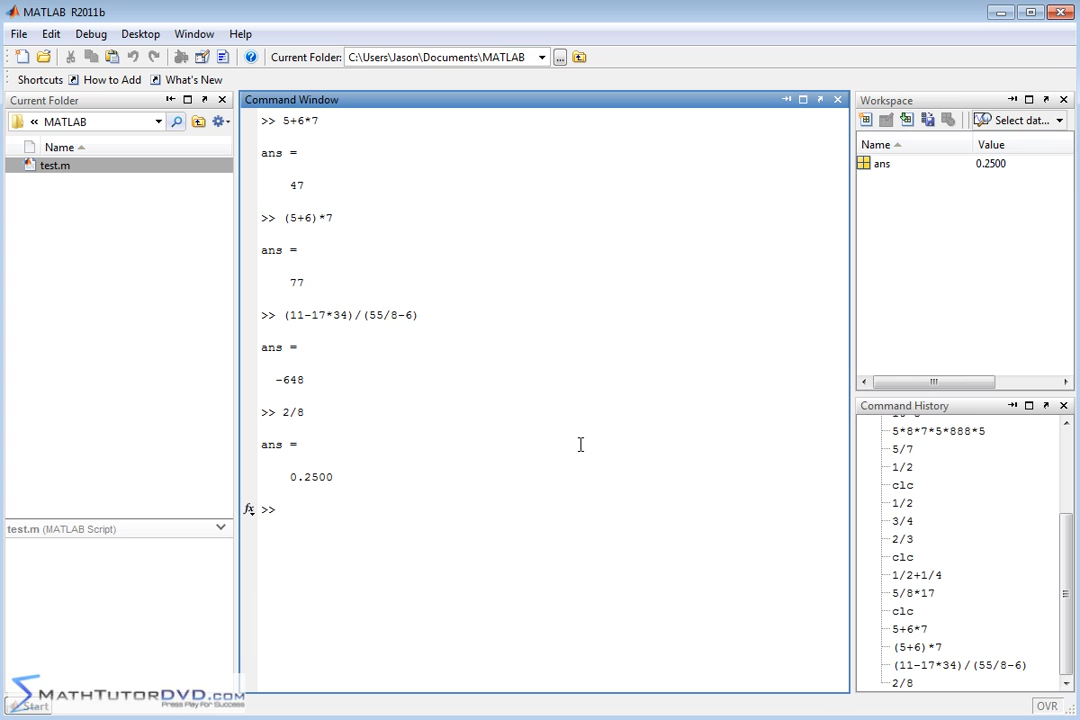 MATLAB R2011b
File Edit Debug Desktop Window Help
Current Folder: C:\Users\Jason\Documents\MATLAB ...
Shortcuts How to Add What's New
Current Folder
« MATLAB
Name
test.m
test.m (MATLAB Script)
Command Window
>> 5+6*7
ans =
47
>> (5+6)*7
ans =
77
>> (11-17*34)/(55/8-6)
ans =
-648
>> 2/8
ans =
0.2500
fx >>
Workspace
Select dat...
Name Value
ans 0.2500
Command History
5*8*7*5*888*5
5/7
1/2
clc
1/2
3/4
2/3
clc
1/2+1/4
5/8*17
clc
5+6*7
(5+6)*7
(11-17*34)/(55/8-6)
2/8
MATHTUTORDVD.COM
Press Play For Success
Start
OVR